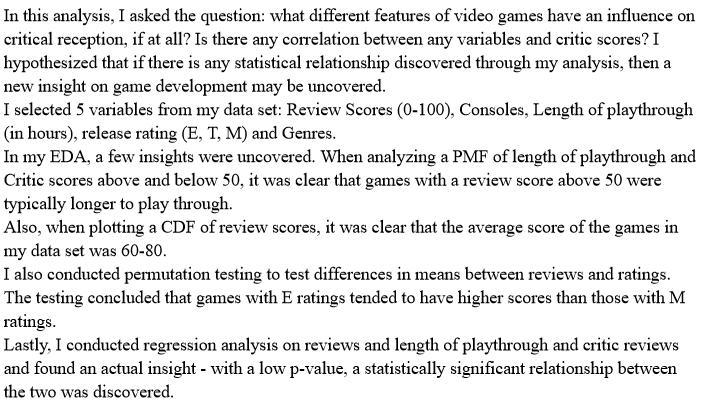 In this analysis, I asked the question: what different features of video games have an influence on
critical reception, if at all? Is there any correlation between any variables and critic scores? I
hypothesized that if there is any statistical relationship discovered through my analysis, then a
new insight on game development may be uncovered.
I selected 5 variables from my data set: Review Scores (0-100), Consoles, Length of playthrough
(in hours), release rating (E, T, M) and Genres.
In my EDA, a few insights were uncovered. When analyzing a PMF of length of playthrough and
Critic scores above and below 50, it was clear that games with a review score above 50 were
typically longer to play through.
Also, when plotting a CDF of review scores, it was clear that the average score of the games in
my data set was 60-80.
I also conducted permutation testing to test differences in means between reviews and ratings.
The testing concluded that games with E ratings tended to have higher scores than those with M
ratings.
Lastly, I conducted regression analysis on reviews and length of playthrough and critic reviews
and found an actual insight - with a low p-value, a statistically significant relationship between
the two was discovered.